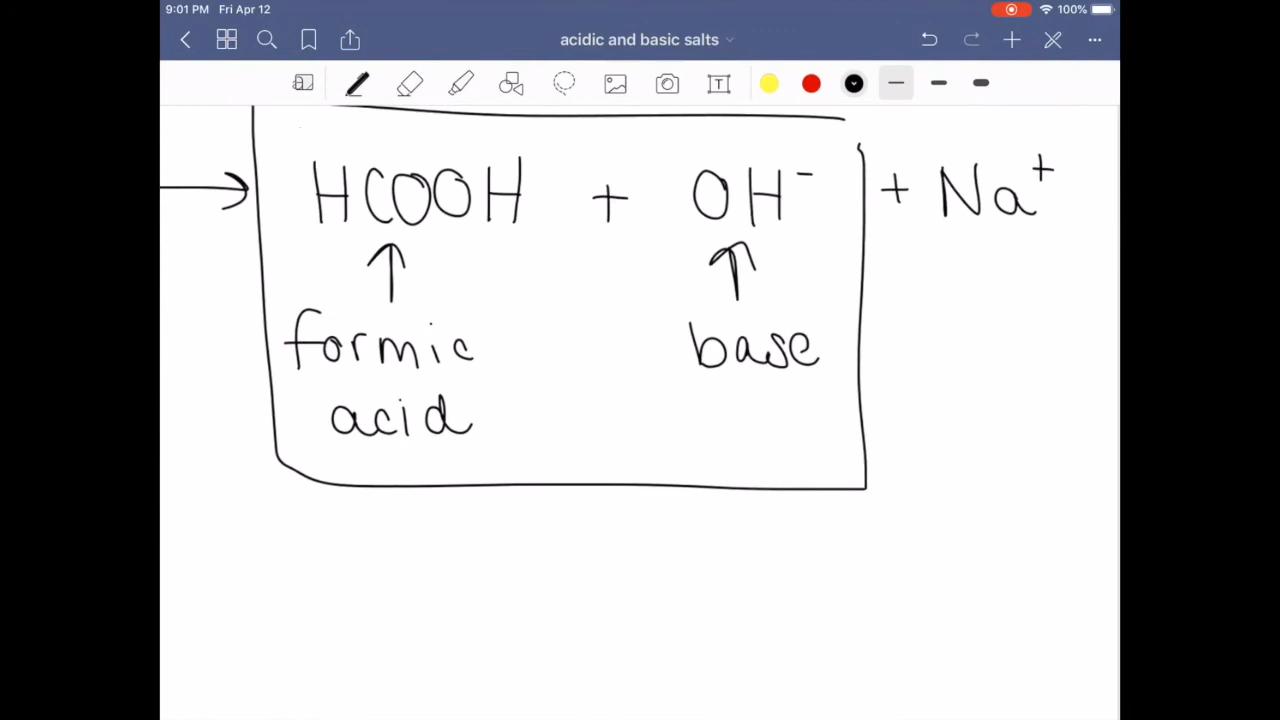 9:01 PM Fri Apr 12 100%
acidic and basic salts
T
→ HCOOH + OH⁻ + Na⁺
↑ ↑
formic base
acid